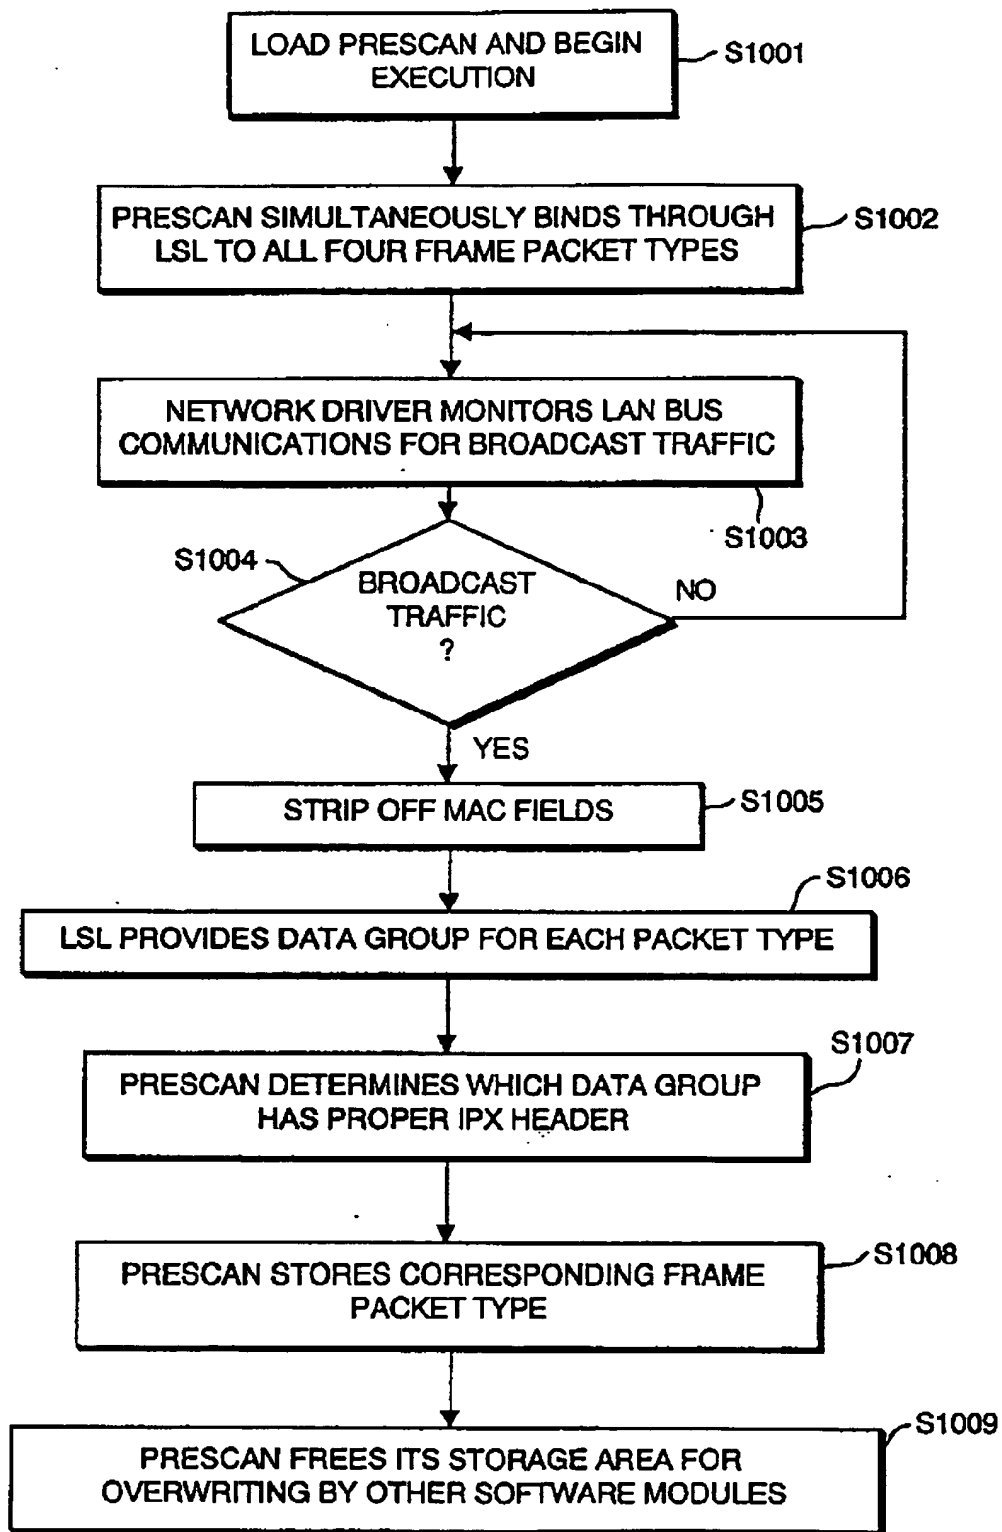 LOAD PRESCAN AND BEGIN
EXECUTION
S1001
PRESCAN SIMULTANEOUSLY BINDS THROUGH
LSL TO ALL FOUR FRAME PACKET TYPES
S1002
NETWORK DRIVER MONITORS LAN BUS
COMMUNICATIONS FOR BROADCAST TRAFFIC
S1003
S1004
BROADCAST
TRAFFIC
?
NO
YES
STRIP OFF MAC FIELDS
S1005
S1006
LSL PROVIDES DATA GROUP FOR EACH PACKET TYPE
S1007
PRESCAN DETERMINES WHICH DATA GROUP
HAS PROPER IPX HEADER
S1008
PRESCAN STORES CORRESPONDING FRAME
PACKET TYPE
S1009
PRESCAN FREES ITS STORAGE AREA FOR
OVERWRITING BY OTHER SOFTWARE MODULES